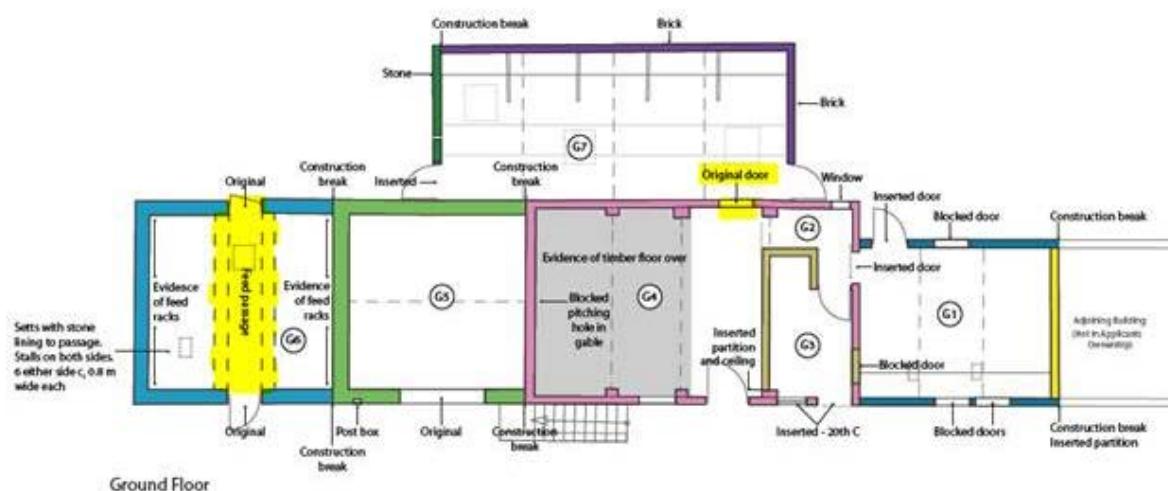 Construction break
Brick
Stone
Brick
G7
Original
Construction
break
Inserted
Construction
break
Original door
Window
Inserted door
Blocked door
Construction break
G2
Evidence of timber floor over
Inserted door
Evidence
of feed
racks
Feed passage
Evidence
of feed
racks
G5
Blocked
pitching
hole in
gable
G4
G1
Setts with stone
lining to passage.
Stalls on both sides.
6 either side c, 0.8 m
wide each
G6
Inserted
partition
and ceiling
G3
Blocked door
Adjoining Building
Ownership)
Original
Construction
break
Post box
Original
Construction
break
Inserted - 20th C
Blocked doors
Construction break
Inserted partition
Ground Floor